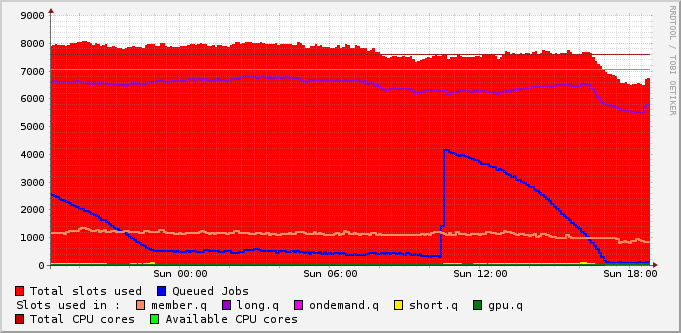 9000
8000
7000
6000
5000
4000
3000
2000
1000
0
Sun 00:00 Sun 06:00 Sun 12:00 Sun 18:00
RRDTOOL / TOBI OETIKER
Total slots used Queued Jobs
Slots used in : member.q long.q ondemand.q short.q gpu.q
Total CPU cores Available CPU cores